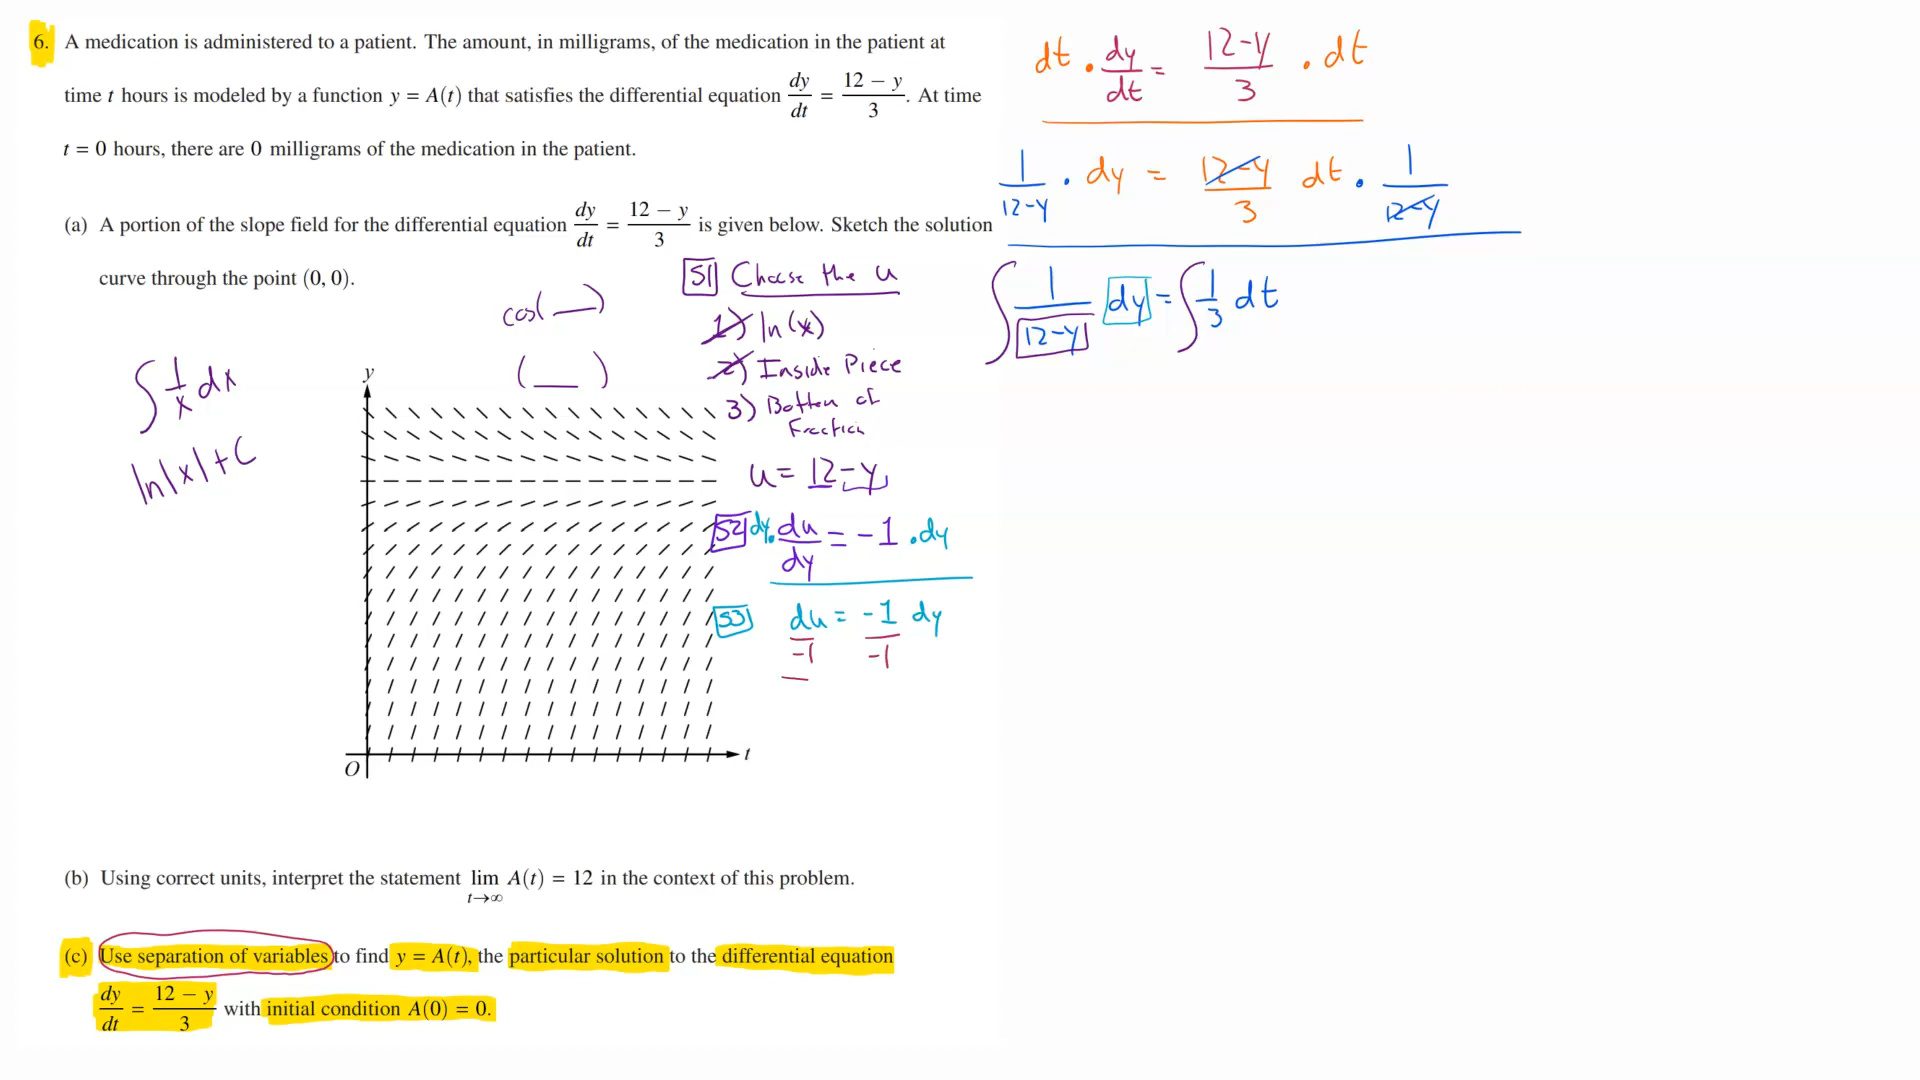 6. A medication is administered to a patient. The amount, in milligrams, of the medication in the patient at
time t hours is modeled by a function y = A(t) that satisfies the differential equation dy/dt = (12 − y)/3. At time
t = 0 hours, there are 0 milligrams of the medication in the patient.
(a) A portion of the slope field for the differential equation dy/dt = (12 − y)/3 is given below. Sketch the solution
curve through the point (0, 0).
cos(__)
(__)
∫ 1/x dx
ln|x|+C
y
O
t
S1 Choose the u
1) ln(x)
2) Inside Piece
3) Bottom of
Fraction
u = 12-y
S2 dy · du/dy = -1 · dy
S3 du = -1 dy
-1 -1
dt · dy/dt = (12-y)/3 · dt
1/(12-y) · dy = (12-y)/3 dt · 1/(12-y)
∫ 1/(12-y) dy = ∫ 1/3 dt
(b) Using correct units, interpret the statement lim t→∞ A(t) = 12 in the context of this problem.
(c) Use separation of variables to find y = A(t), the particular solution to the differential equation
dy/dt = (12 − y)/3 with initial condition A(0) = 0.